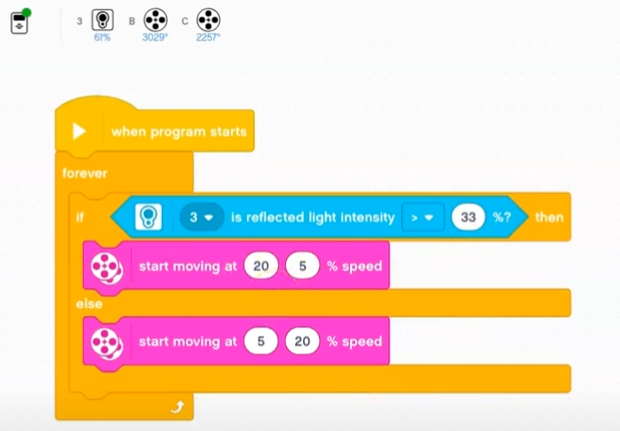 3 B C
61% 3029° 2257°
when program starts
forever
if 3 is reflected light intensity > 33 %? then
start moving at 20 5 % speed
else
start moving at 5 20 % speed